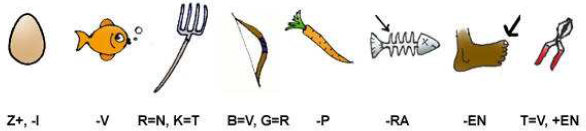 Z+, -I -V R=N, K=T B=V, G=R -P -RA -EN T=V, +EN